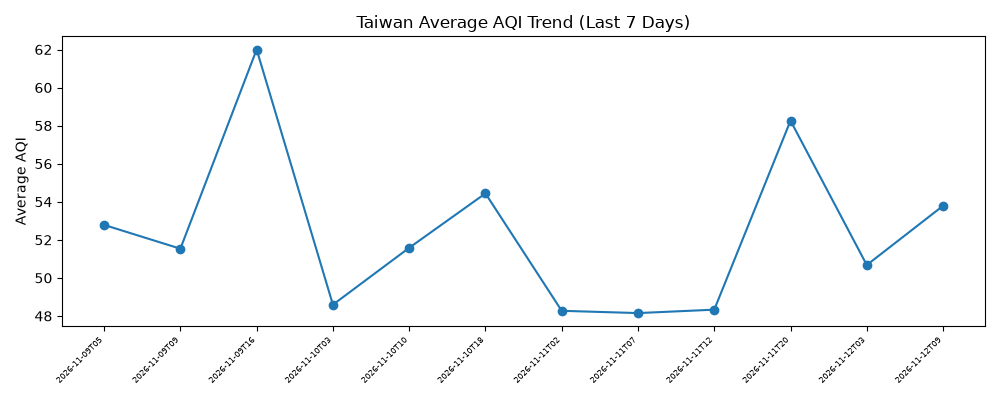 Taiwan Average AQI Trend (Last 7 Days)
Average AQI
62
60
58
56
54
52
50
48
2026-11-09T05
2026-11-09T09
2026-11-09T16
2026-11-10T03
2026-11-10T10
2026-11-10T18
2026-11-11T02
2026-11-11T07
2026-11-11T12
2026-11-11T20
2026-11-12T03
2026-11-12T09